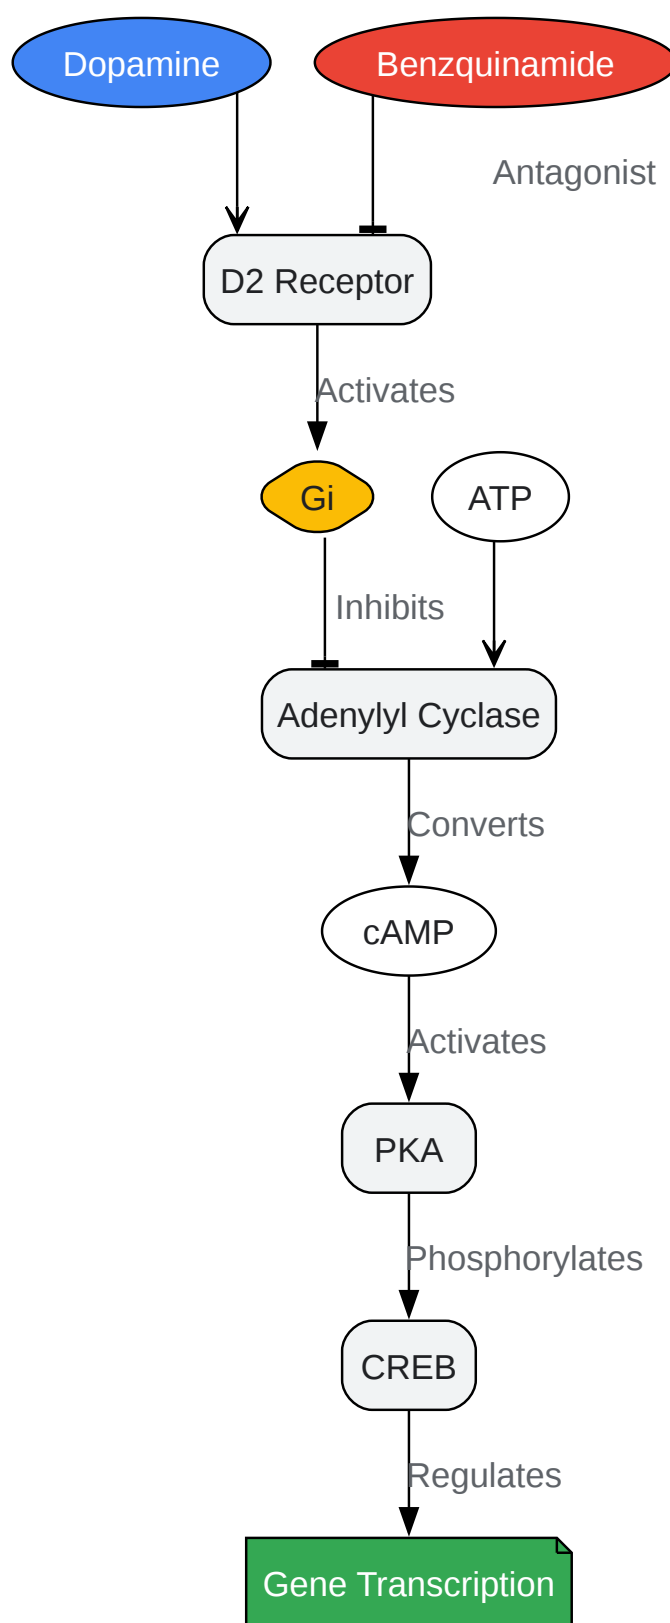 Dopamine
Benzquinamide
Antagonist
D2 Receptor
Activates
Gi
ATP
Inhibits
Adenylyl Cyclase
Converts
cAMP
Activates
PKA
Phosphorylates
CREB
Regulates
Gene Transcription